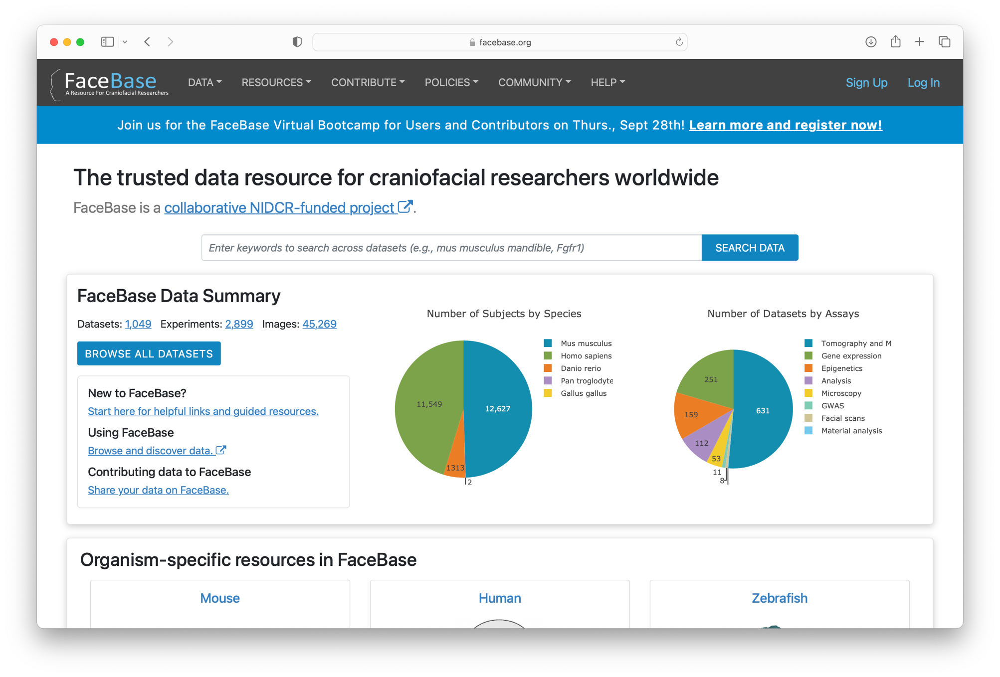 facebase.org
FaceBase
A Resource For Craniofacial Researchers
DATA
RESOURCES
CONTRIBUTE
POLICIES
COMMUNITY
HELP
Sign Up
Log In
Join us for the FaceBase Virtual Bootcamp for Users and Contributors on Thurs., Sept 28th! Learn more and register now!
The trusted data resource for craniofacial researchers worldwide
FaceBase is a collaborative NIDCR-funded project.
Enter keywords to search across datasets (e.g., mus musculus mandible, Fgfr1)
SEARCH DATA
FaceBase Data Summary
Datasets: 1,049 Experiments: 2,899 Images: 45,269
BROWSE ALL DATASETS
New to FaceBase?
Start here for helpful links and guided resources.
Using FaceBase
Browse and discover data.
Contributing data to FaceBase
Share your data on FaceBase.
Number of Subjects by Species
11,549
12,627
1313
2
Mus musculus
Homo sapiens
Danio rerio
Pan troglodyte
Gallus gallus
Number of Datasets by Assays
251
631
159
112
53
11
8
Tomography and M
Gene expression
Epigenetics
Analysis
Microscopy
GWAS
Facial scans
Material analysis
Organism-specific resources in FaceBase
Mouse
Human
Zebrafish